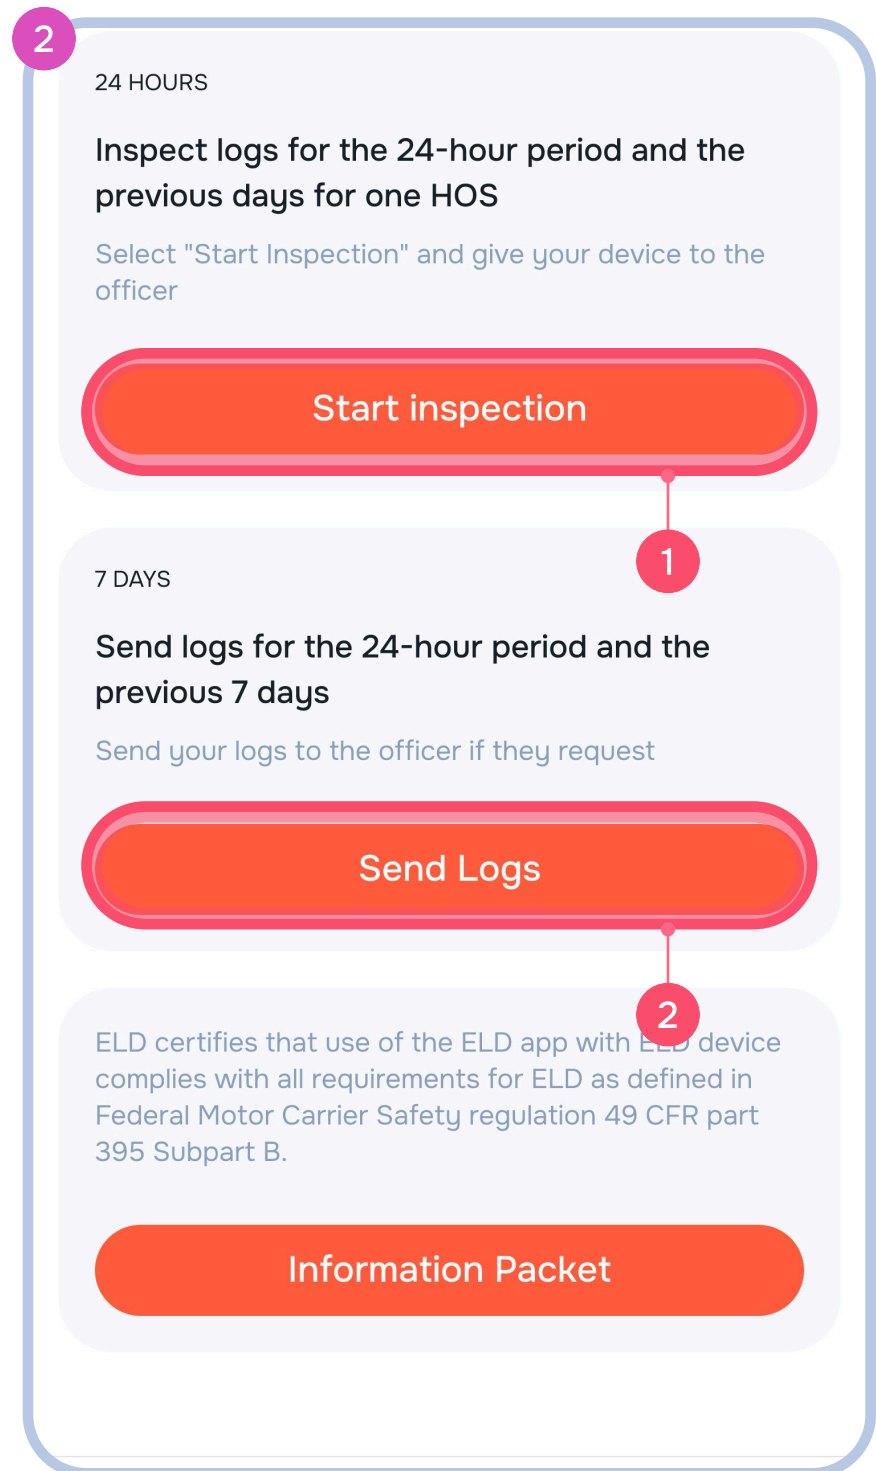 2
24 HOURS
Inspect logs for the 24-hour period and the
previous days for one HOS
Select "Start Inspection" and give your device to the
officer
Start inspection
1
7 DAYS
Send logs for the 24-hour period and the
previous 7 days
Send your logs to the officer if they request
Send Logs
2
ELD certifies that use of the ELD app with ELD device
complies with all requirements for ELD as defined in
Federal Motor Carrier Safety regulation 49 CFR part
395 Subpart B.
Information Packet